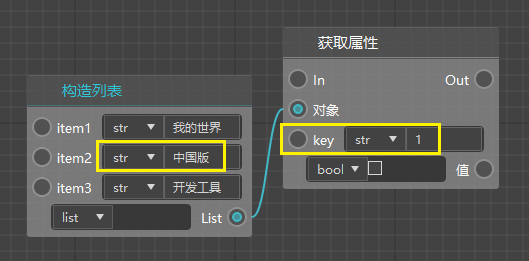 获取属性
In Out
对象
key str 1
bool 值
构造列表
item1 str 我的世界
item2 str 中国版
item3 str 开发工具
list List